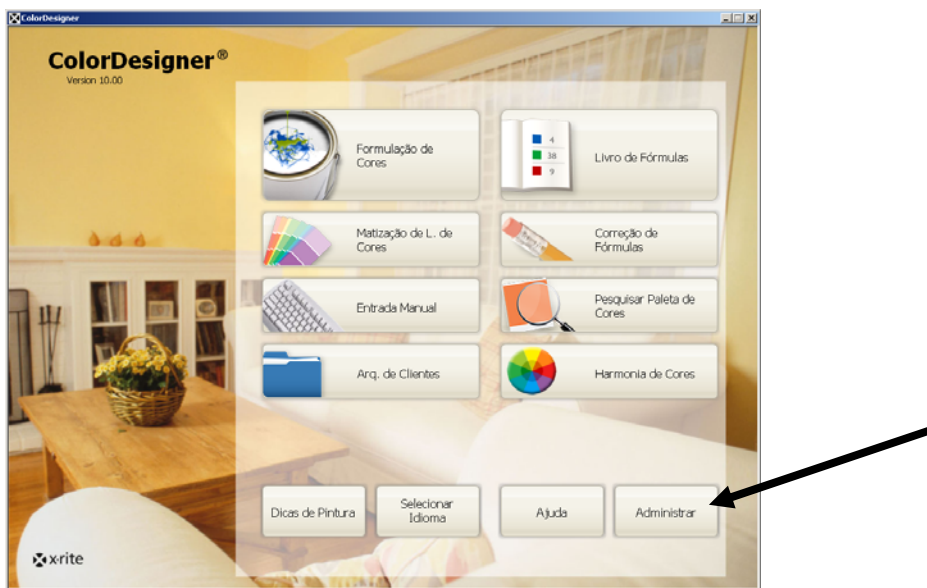 ColorDesigner
ColorDesigner®
Version 10.00
Formulação de
Cores
4
38
9
Livro de Fórmulas
Matização de L. de
Cores
Correção de
Fórmulas
Entrada Manual
Pesquisar Paleta de
Cores
Arq. de Clientes
Harmonia de Cores
Dicas de Pintura
Selecionar
Idioma
Ajuda
Administrar
x·rite